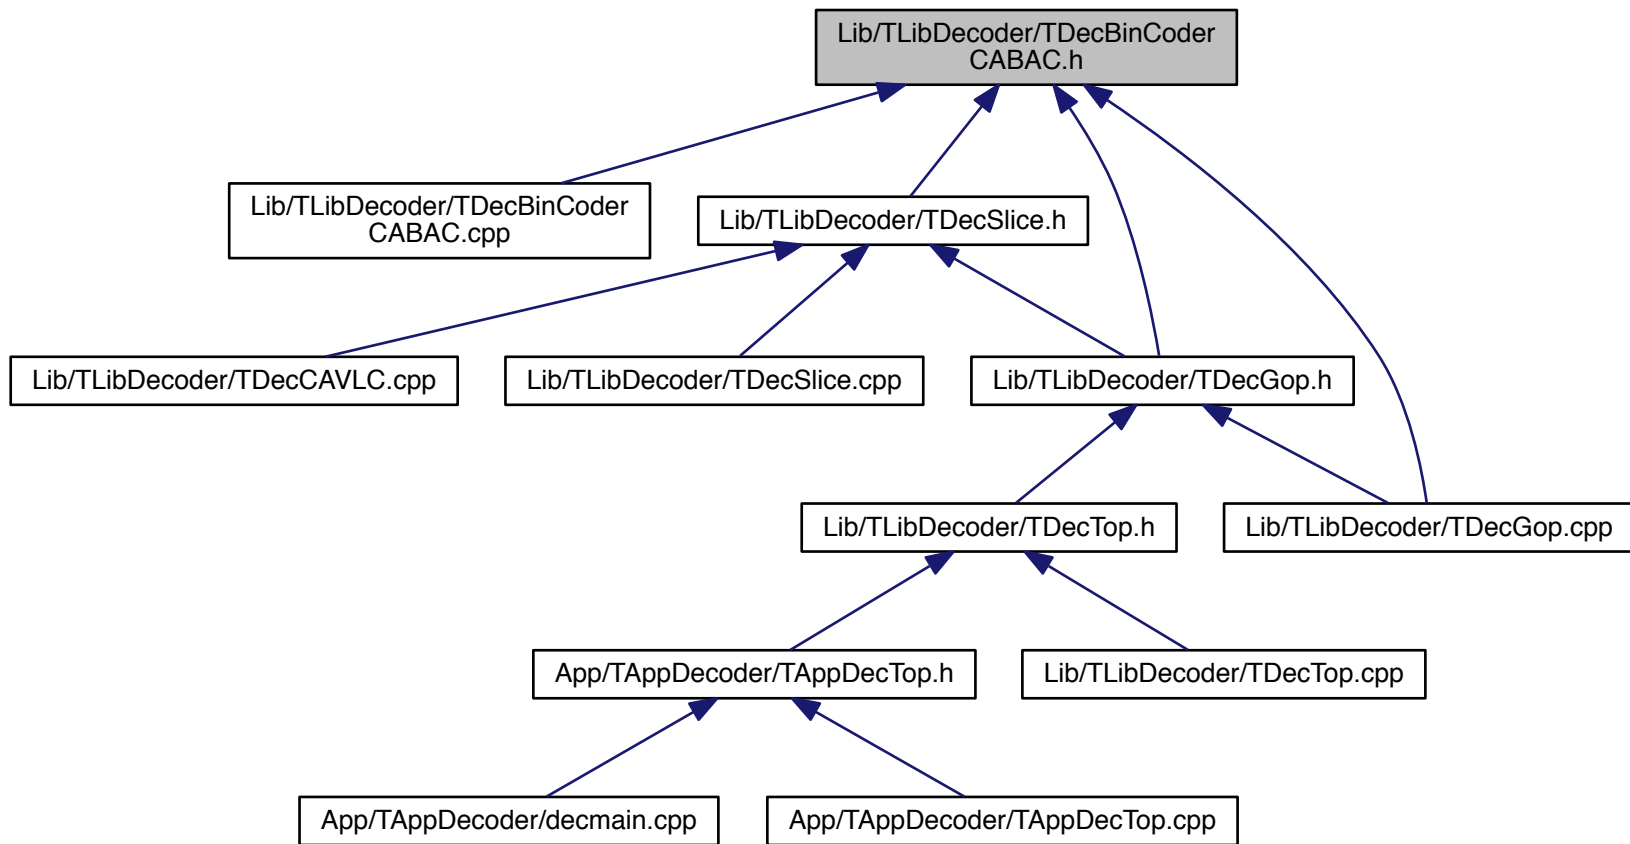 Lib/TLibDecoder/TDecBinCoder
CABAC.h
Lib/TLibDecoder/TDecBinCoder
CABAC.cpp
Lib/TLibDecoder/TDecSlice.h
Lib/TLibDecoder/TDecCAVLC.cpp
Lib/TLibDecoder/TDecSlice.cpp
Lib/TLibDecoder/TDecGop.h
Lib/TLibDecoder/TDecTop.h
Lib/TLibDecoder/TDecGop.cpp
App/TAppDecoder/TAppDecTop.h
Lib/TLibDecoder/TDecTop.cpp
App/TAppDecoder/decmain.cpp
App/TAppDecoder/TAppDecTop.cpp